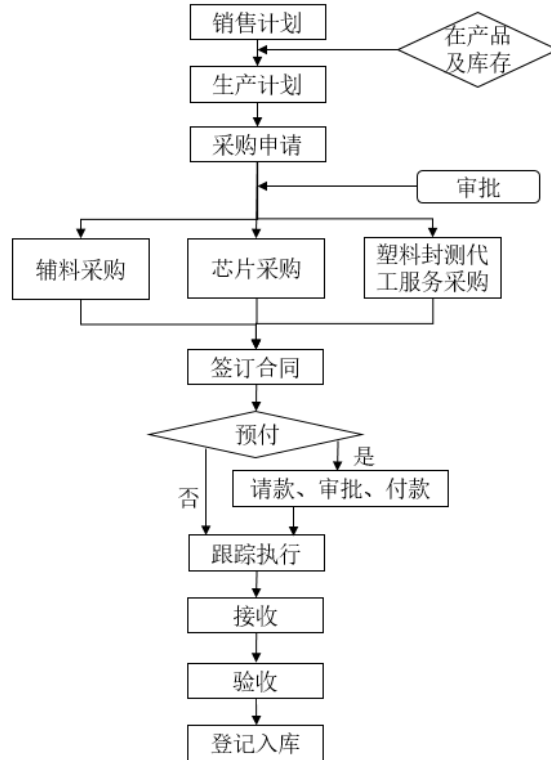 销售计划
在产品
及库存
生产计划
采购申请
审批
辅料采购
芯片采购
塑料封测代
工服务采购
签订合同
预付
是
否
请款、审批、付款
跟踪执行
接收
验收
登记入库